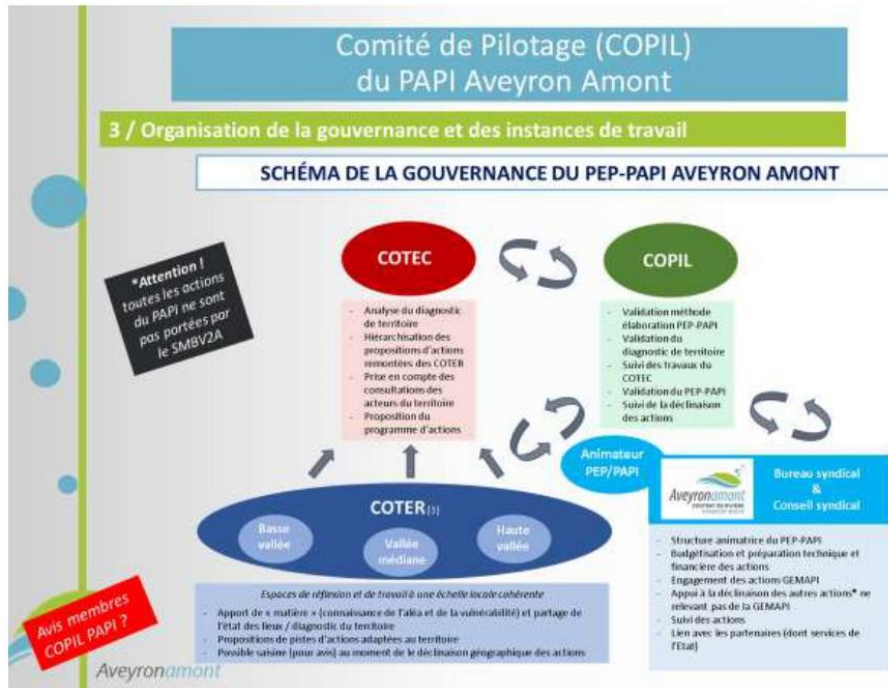 Comité de Pilotage (COPIL)
du PAPI Aveyron Amont
3 / Organisation de la gouvernance et des instances de travail
SCHÉMA DE LA GOUVERNANCE DU PEP-PAPI AVEYRON AMONT
*Attention !
toutes les actions
du PAPI ne sont
pas portées par
le SMBV2A
COTEC
- Analyse du diagnostic
de territoire
- Hiérarchisation des
propositions d'actions
remontées des COTER
- Prise en compte des
consultations des
acteurs du territoire
- Proposition du
programme d'actions
COPIL
- Validation méthode
élaboration PEP-PAPI
- Validation du
diagnostic de territoire
- Suivi des travaux du
COTEC
- Validation du PEP-PAPI
- Suivi de la déclinaison
des actions
Animateur
PEP/PAPI
COTER (3)
Basse
vallée
Vallée
médiane
Haute
vallée
Espaces de réflexion et de travail à une échelle locale cohérente
- Apport de « matière » (connaissance de l'aléa et de la vulnérabilité) et partage de
l'état des lieux / diagnostic du territoire
- Propositions de pistes d'actions adaptées au territoire
- Possible saisine (pour avis) au moment de le déclinaison géographique des actions
Aveyronamont
Bureau syndical
&
Conseil syndical
- Structure animatrice du PEP-PAPI
- Budgétisation et préparation technique et
financière des actions
- Engagement des actions GEMAPI
- Appui à la déclinaison des autres actions* ne
relevant pas de la GEMAPI
- Suivi des actions
- Lien avec les partenaires (dont services de
l'Etat)
Avis membres
COPIL PAPI ?
Aveyronamont